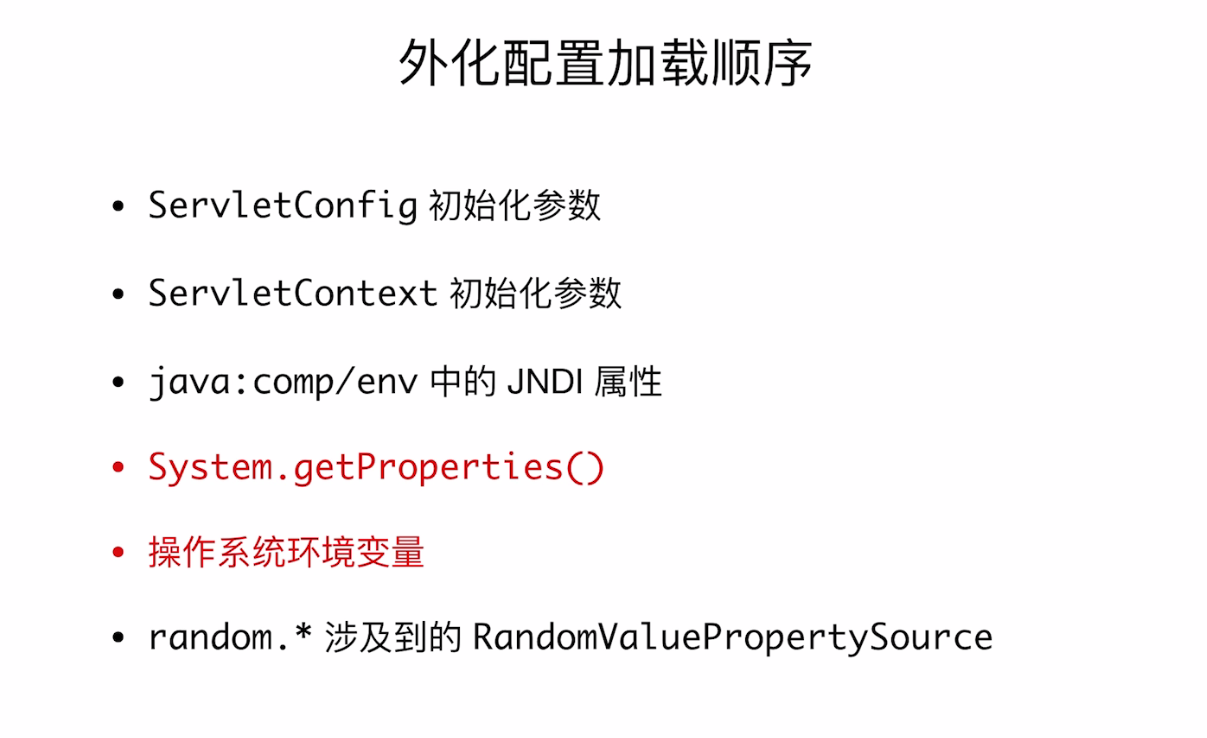 外化配置加载顺序
• ServletConfig 初始化参数
• ServletContext 初始化参数
• java:comp/env 中的 JNDI 属性
• System.getProperties()
• 操作系统环境变量
• random.* 涉及到的 RandomValuePropertySource